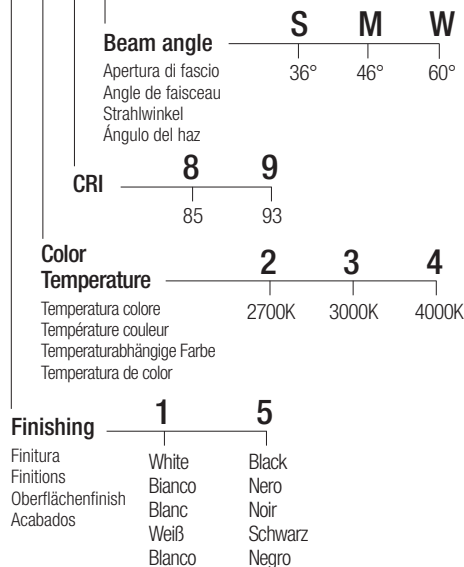 S M W
Beam angle
36° 46° 60°
Apertura di fascio
Angle de faisceau
Strahlwinkel
Ángulo del haz
8 9
CRI
85 93
Color
Temperature
2 3 4
2700K 3000K 4000K
Temperatura colore
Température couleur
Temperaturabhängige Farbe
Temperatura de color
1 5
Finishing
Finitura
Finitions
Oberflächenfinish
Acabados
White Black
Bianco Nero
Blanc Noir
Weiß Schwarz
Blanco Negro